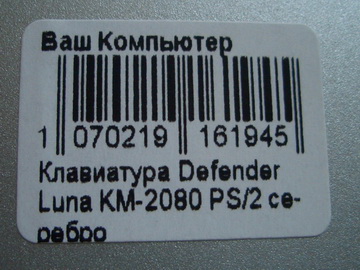 Ваш Компьютер
1 070219 161945
Клавиатура Defender
Luna KM-2080 PS/2 се-
ребро